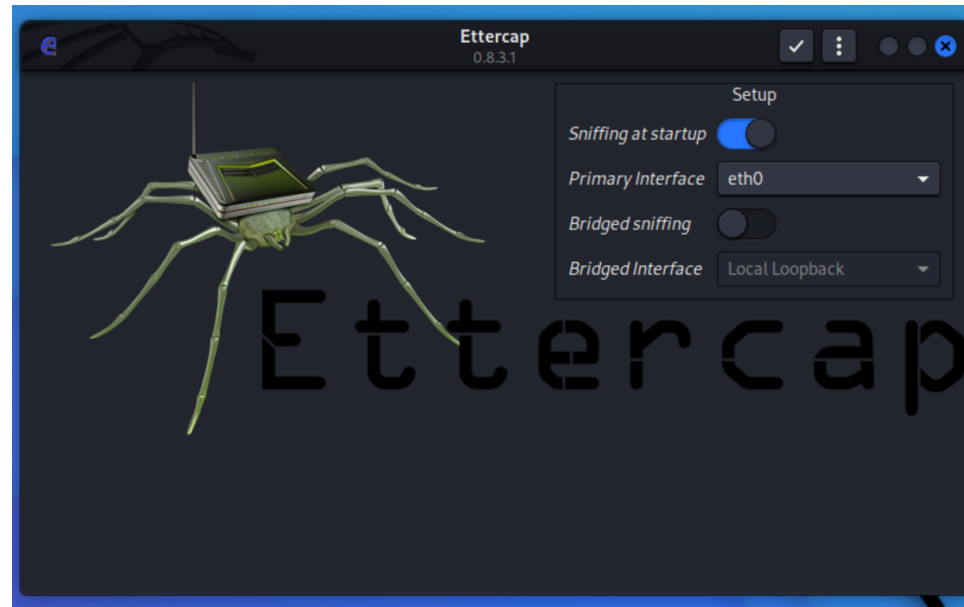 Ettercap
0.8.3.1
Setup
Sniffing at startup
Primary Interface eth0
Bridged sniffing
Bridged Interface Local Loopback
Ettercap